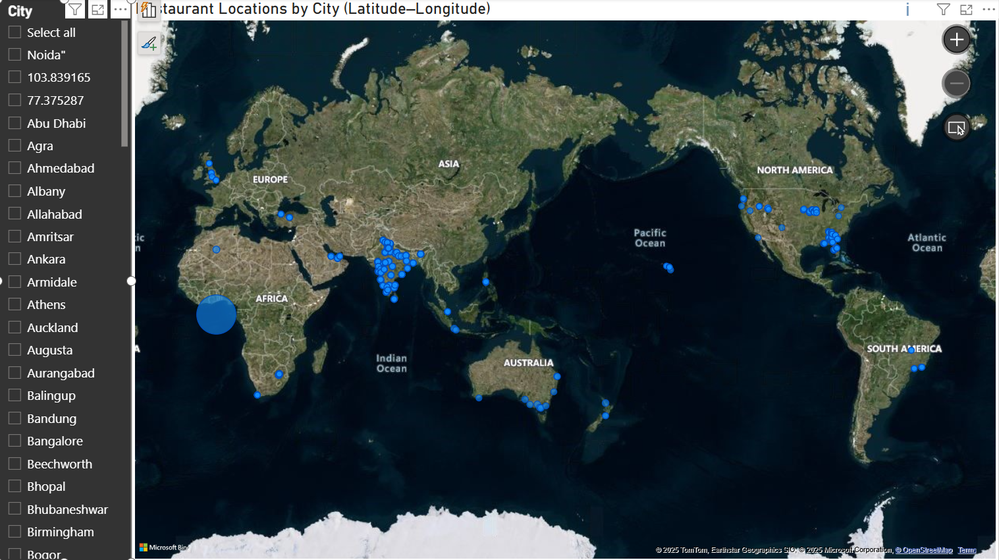 City
Restaurant Locations by City (Latitude–Longitude)
Select all
Noida"
103.839165
77.375287
Abu Dhabi
Agra
Ahmedabad
Albany
Allahabad
Amritsar
Ankara
Armidale
Athens
Auckland
Augusta
Aurangabad
Balingup
Bandung
Bangalore
Beechworth
Bhopal
Bhubaneshwar
Birmingham
Bogor
ASIA
EUROPE
NORTH AMERICA
Pacific
Ocean
Atlantic
Ocean
tic
n
AFRICA
SOUTH AMERICA
A
Indian
Ocean
AUSTRALIA
Microsoft Bing
© 2025 TomTom, Earthstar Geographics SIO, © 2025 Microsoft Corporation, © OpenStreetMap Terms